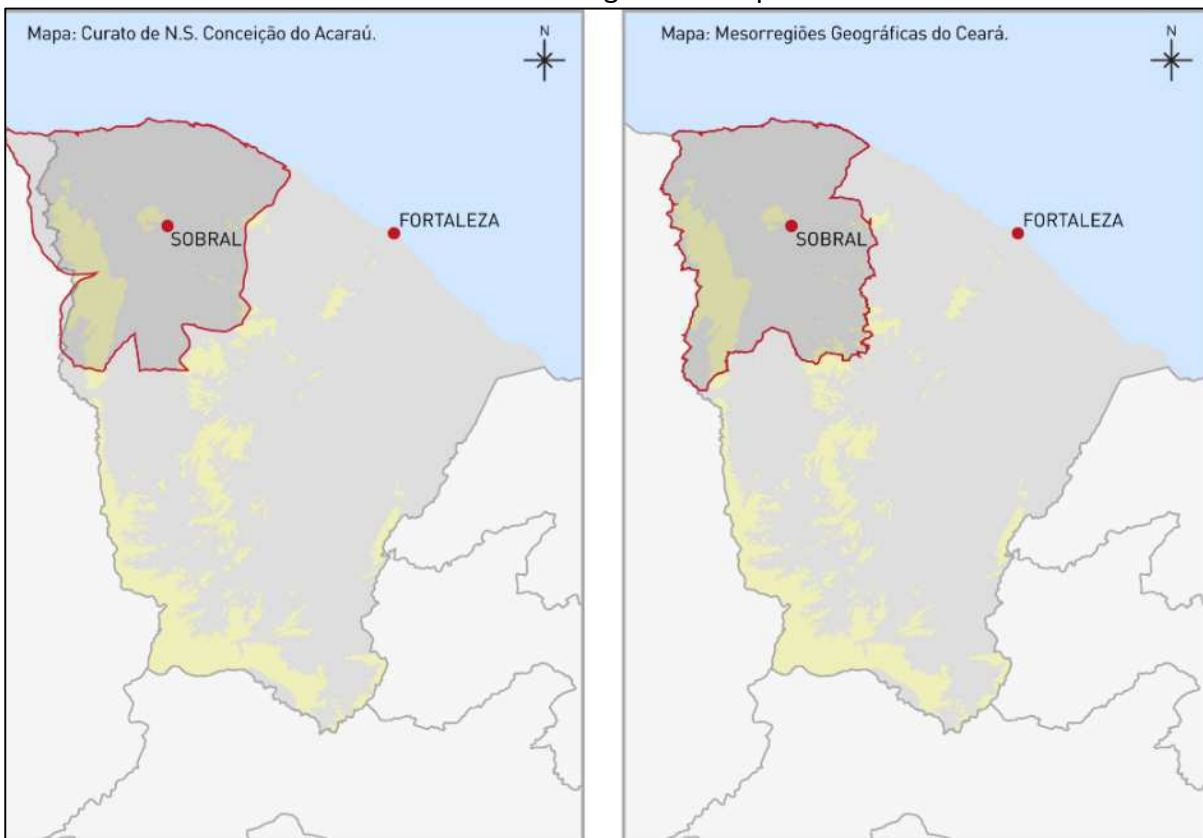 Mapa: Curato de N.S. Conceição do Acaraú.
N
FORTALEZA
SOBRAL
Mapa: Mesorregiões Geográficas do Ceará.
N
FORTALEZA
SOBRAL